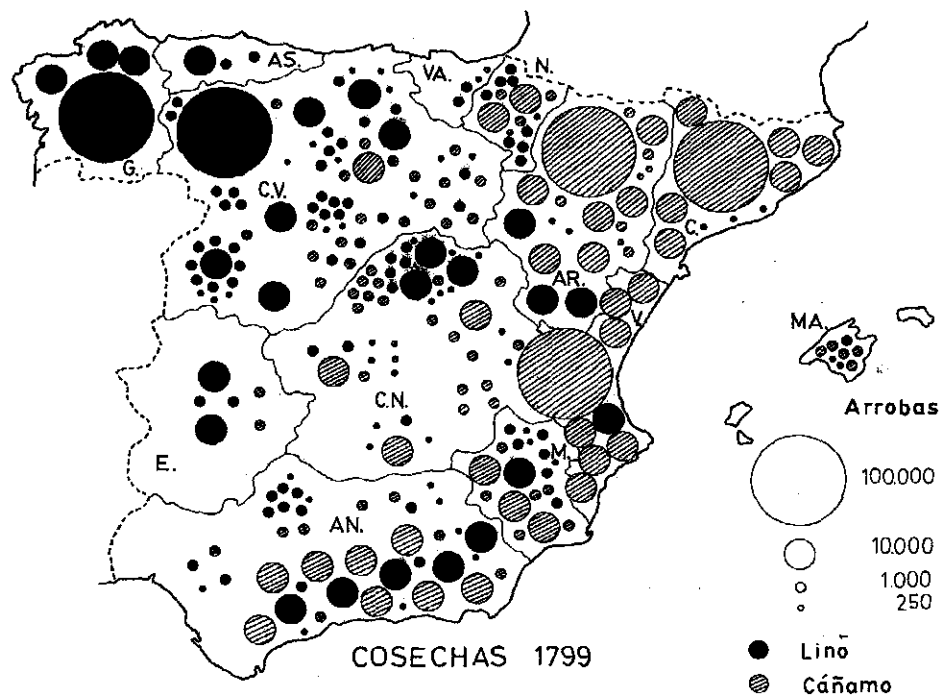 AS.
VA.
N.
G.
C.V.
C.
AR.
V.
MA.
Arrobas
C.N.
E.
M.
100.000
AN.
10.000
1.000
250
COSECHAS 1799
Lino
Cáñamo